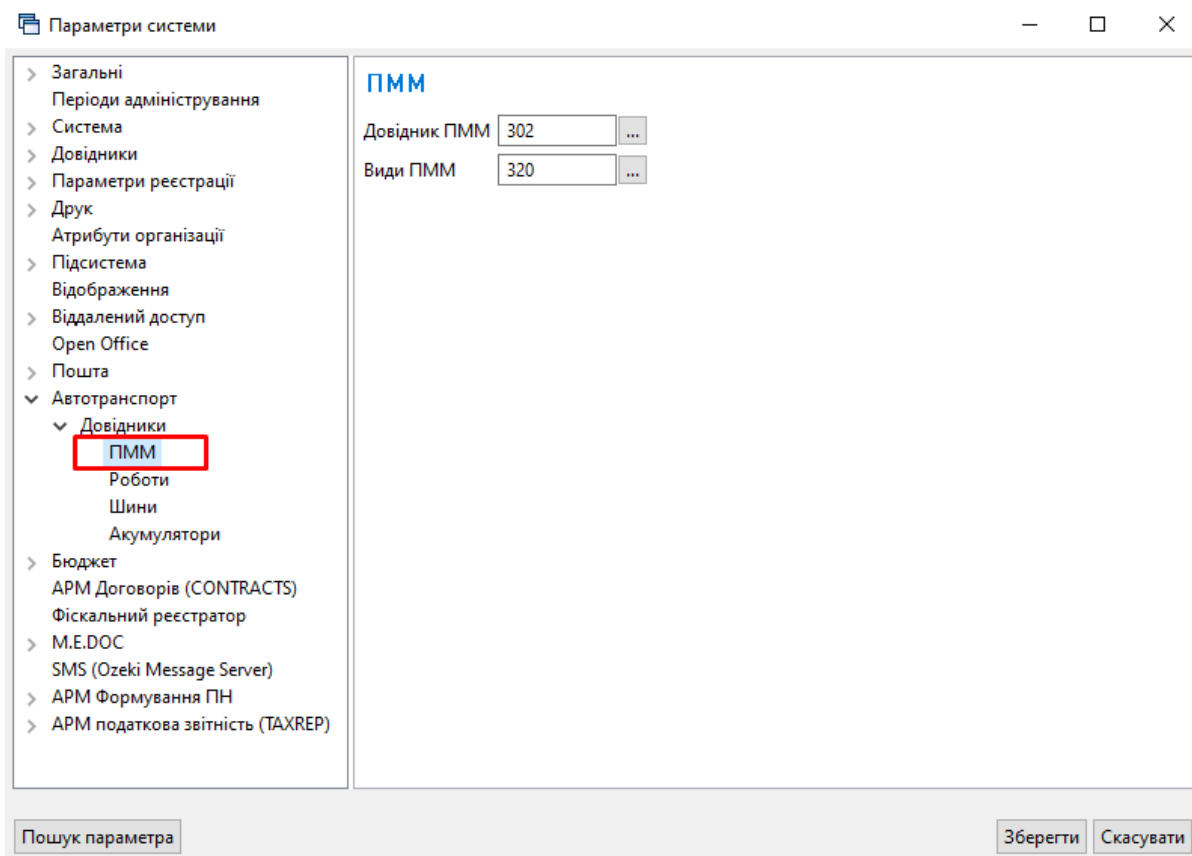 Параметри системи
Загальні
Періоди адміністрування
Система
Довідники
Параметри реєстрації
Друк
Атрибути організації
Підсистема
Відображення
Віддалений доступ
Open Office
Пошта
Автотранспорт
Довідники
ПММ
Роботи
Шини
Акумулятори
Бюджет
АРМ Договорів (CONTRACTS)
Фіскальний реєстратор
M.E.DOC
SMS (Ozeki Message Server)
АРМ Формування ПН
АРМ податкова звітність (TAXREP)
ПММ
Довідник ПММ 302 ...
Види ПММ 320 ...
Пошук параметра
Зберегти Скасувати